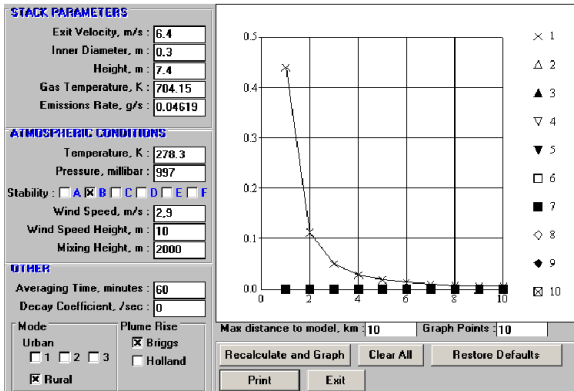 STACK PARAMETERS
Exit Velocity, m/s : 6.4
Inner Diameter, m : 0.3
Height, m : 7.4
Gas Temperature, K : 704.15
Emissions Rate, g/s : 0.04619
ATMOSPHERIC CONDITIONS
Temperature, K : 278.3
Pressure, millibar : 997
Stability : A B C D E F
Wind Speed, m/s : 2.9
Wind Speed Height, m : 10
Mixing Height, m : 2000
OTHER
Averaging Time, minutes : 60
Decay Coefficient, /sec : 0
Mode
Urban
1 2 3
Rural
Plume Rise
Briggs
Holland
0.5
0.4
0.3
0.2
0.1
0.0
0 2 4 6 8 10
1
2
3
4
5
6
7
8
9
10
Max distance to model, km : 10 Graph Points : 10
Recalculate and Graph Clear All Restore Defaults
Print Exit